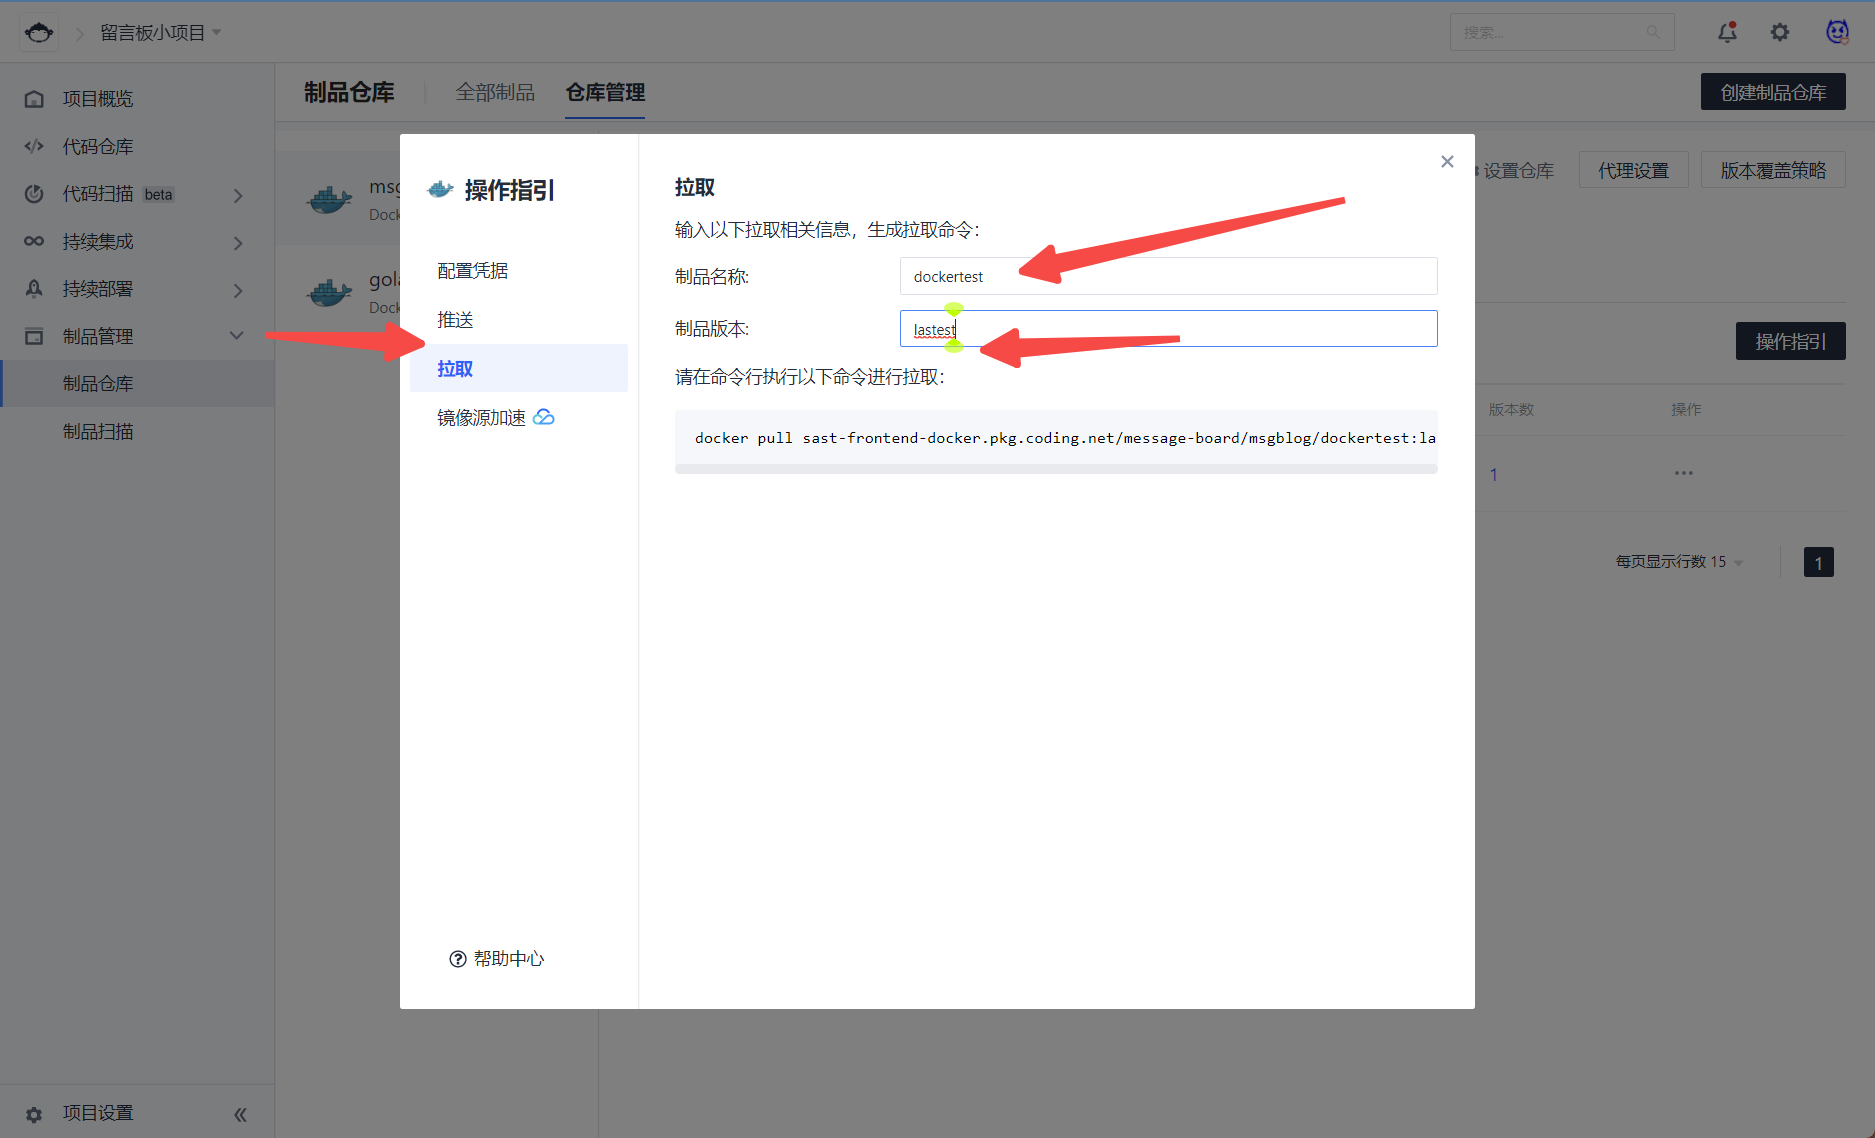 留言板小项目
搜索...
项目概览
代码仓库
代码扫描 beta
持续集成
持续部署
制品管理
制品仓库
制品扫描
项目设置
制品仓库
全部制品
仓库管理
创建制品仓库
msg
Dock
gola
Dock
设置仓库
代理设置
版本覆盖策略
操作指引
版本数
操作
1
每页显示行数 15
1
操作指引
配置凭据
推送
拉取
镜像源加速
帮助中心
拉取
输入以下拉取相关信息，生成拉取命令：
制品名称:
dockertest
制品版本:
lastest
请在命令行执行以下命令进行拉取：
docker pull sast-frontend-docker.pkg.coding.net/message-board/msgblog/dockertest:la